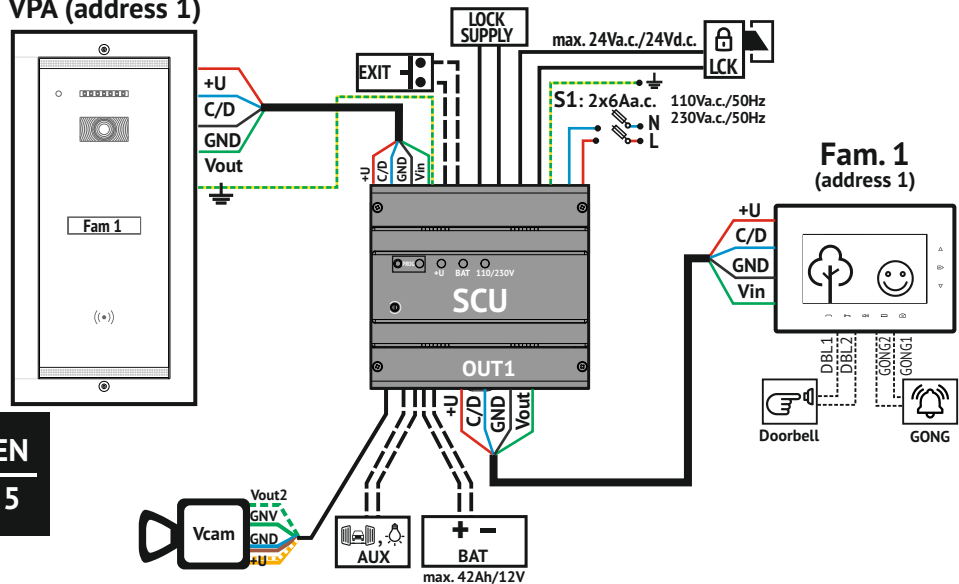 VPA (address 1)
Fam 1
+U
C/D
GND
Vout
EXIT
LOCK
SUPPLY
max. 24Va.c./24Vd.c.
LCK
S1: 2x6Aa.c.
110Va.c./50Hz
230Va.c./50Hz
N
L
+U
C/D
GND
Vin
+U
BAT
110/230V
SCU
OUT1
+U
C/D
GND
Vout
Fam. 1
(address 1)
+U
C/D
GND
Vin
DBL1
DBL2
GONG2
GONG1
Doorbell
GONG
EN
5
Vcam
Vout2
GNV
GND
+U
,
AUX
+ −
BAT
max. 42Ah/12V